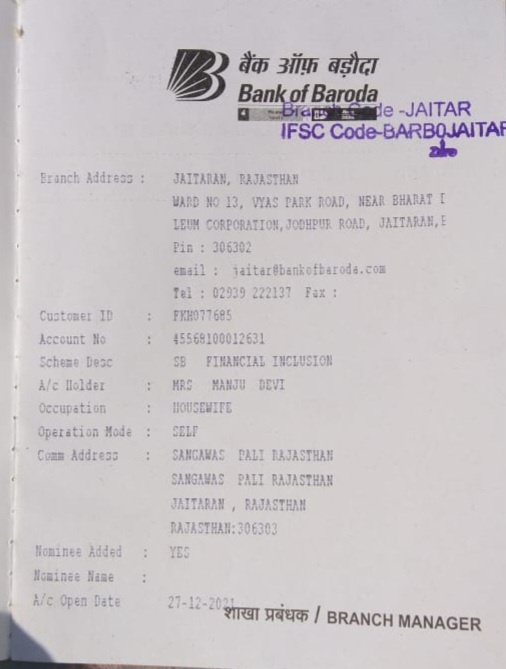 बैंक ऑफ़ बड़ौदा
Bank of Baroda
Branch Code -JAITAR
IFSC Code-BARB0JAITAR
Branch Address : JAITARAN, RAJASTHAN
WARD NO 13, VYAS PARK ROAD, NEAR BHARAT
LEUM CORPORATION,JODHPUR ROAD, JAITARAN,
Pin : 306302
email : jaitar@bankofbaroda.com
Tel : 02939 222137 Fax :
Customer ID : FKH077685
Account No : 45568100012631
Scheme Desc SB FINANCIAL INCLUSION
A/c Holder : MRS MANJU DEVI
Occupation : HOUSEWIFE
Operation Mode : SELF
Comm Address : SANGAWAS PALI RAJASTHAN
SANGAWAS PALI RAJASTHAN
JAITARAN , RAJASTHAN
RAJASTHAN:306303
Nominee Added : YES
Nominee Name :
A/c Open Date 27-12-2021
शाखा प्रबंधक / BRANCH MANAGER